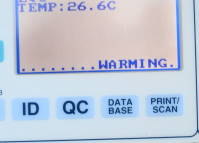 TEMP:26.6C
........WARMING.
ID QC DATA BASE PRINT/ SCAN